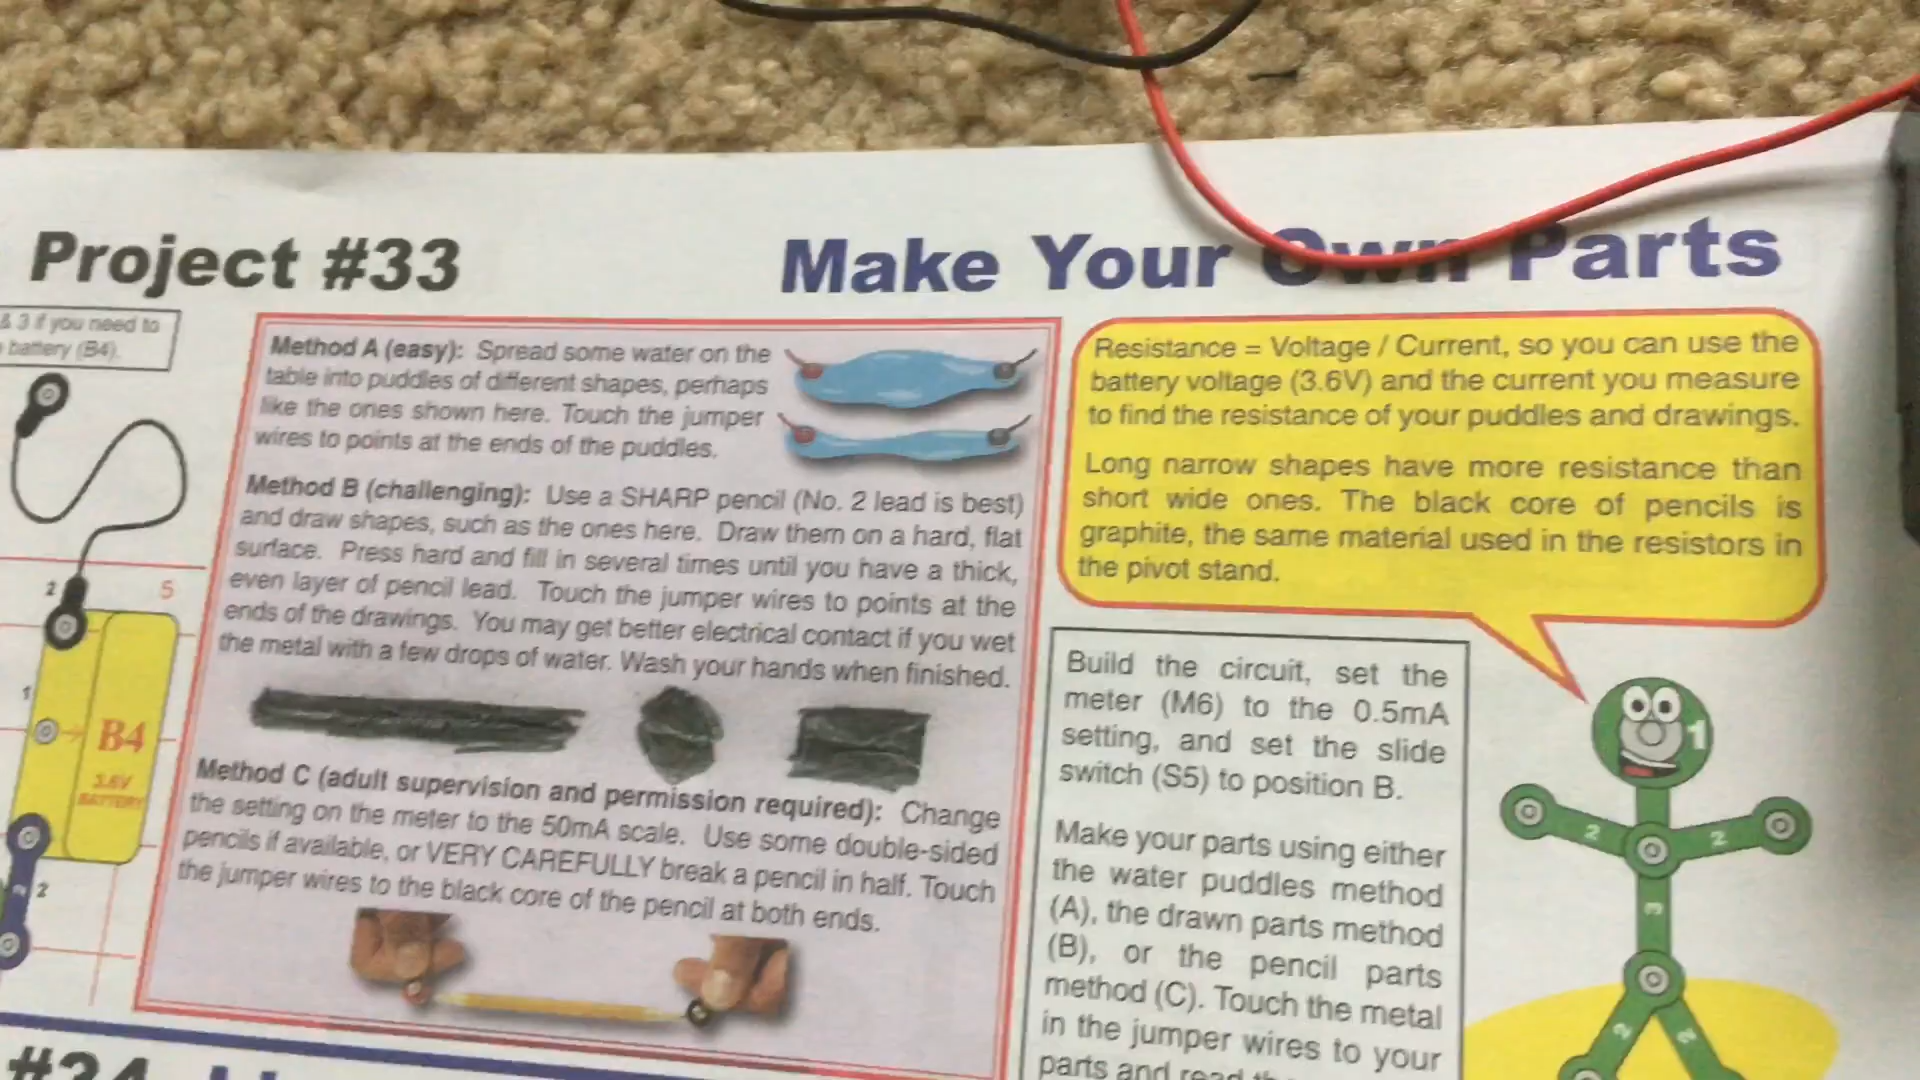 Project #33
Make Your Own Parts
& 3 if you need to
battery (B4).
2
5
1
B4
3.6V
BATTERY
2
Method A (easy): Spread some water on the
table into puddles of different shapes, perhaps
like the ones shown here. Touch the jumper
wires to points at the ends of the puddles.
Method B (challenging): Use a SHARP pencil (No. 2 lead is best)
and draw shapes, such as the ones here. Draw them on a hard, flat
surface. Press hard and fill in several times until you have a thick,
even layer of pencil lead. Touch the jumper wires to points at the
ends of the drawings. You may get better electrical contact if you wet
the metal with a few drops of water. Wash your hands when finished.
Method C (adult supervision and permission required): Change
the setting on the meter to the 50mA scale. Use some double-sided
pencils if available, or VERY CAREFULLY break a pencil in half. Touch
the jumper wires to the black core of the pencil at both ends.
Resistance = Voltage / Current, so you can use the
battery voltage (3.6V) and the current you measure
to find the resistance of your puddles and drawings.
Long narrow shapes have more resistance than
short wide ones. The black core of pencils is
graphite, the same material used in the resistors in
the pivot stand.
Build the circuit, set the
meter (M6) to the 0.5mA
setting, and set the slide
switch (S5) to position B.
Make your parts using either
the water puddles method
(A), the drawn parts method
(B), or the pencil parts
method (C). Touch the metal
in the jumper wires to your
parts and read
1
2
2
3
2
2
#34